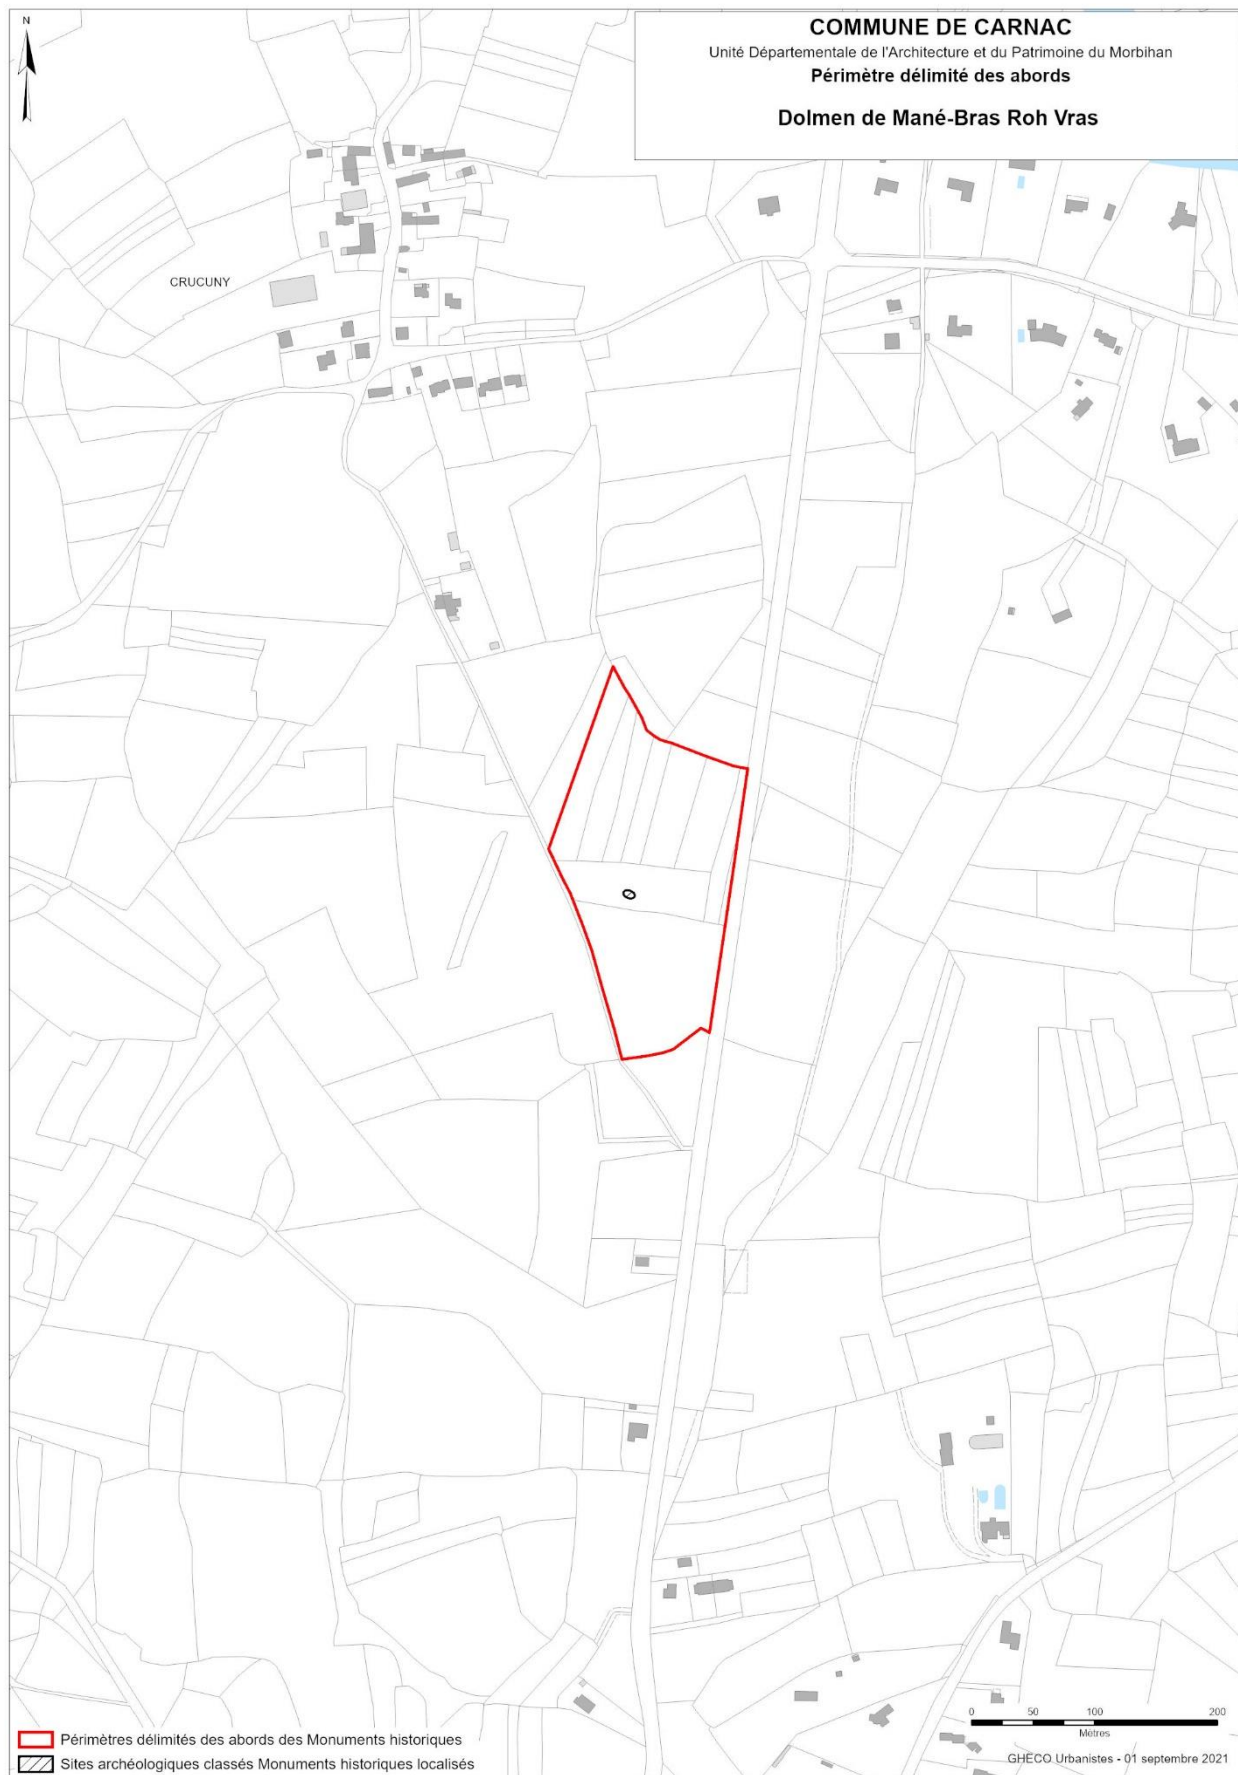 N
COMMUNE DE CARNAC
Unité Départementale de l'Architecture et du Patrimoine du Morbihan
Périmètre délimité des abords
Dolmen de Mané-Bras Roh Vras
CRUCUNY
0 50 100 200
Mètres
Périmètres délimités des abords des Monuments historiques
Sites archéologiques classés Monuments historiques localisés
GHECO Urbanistes - 01 septembre 2021